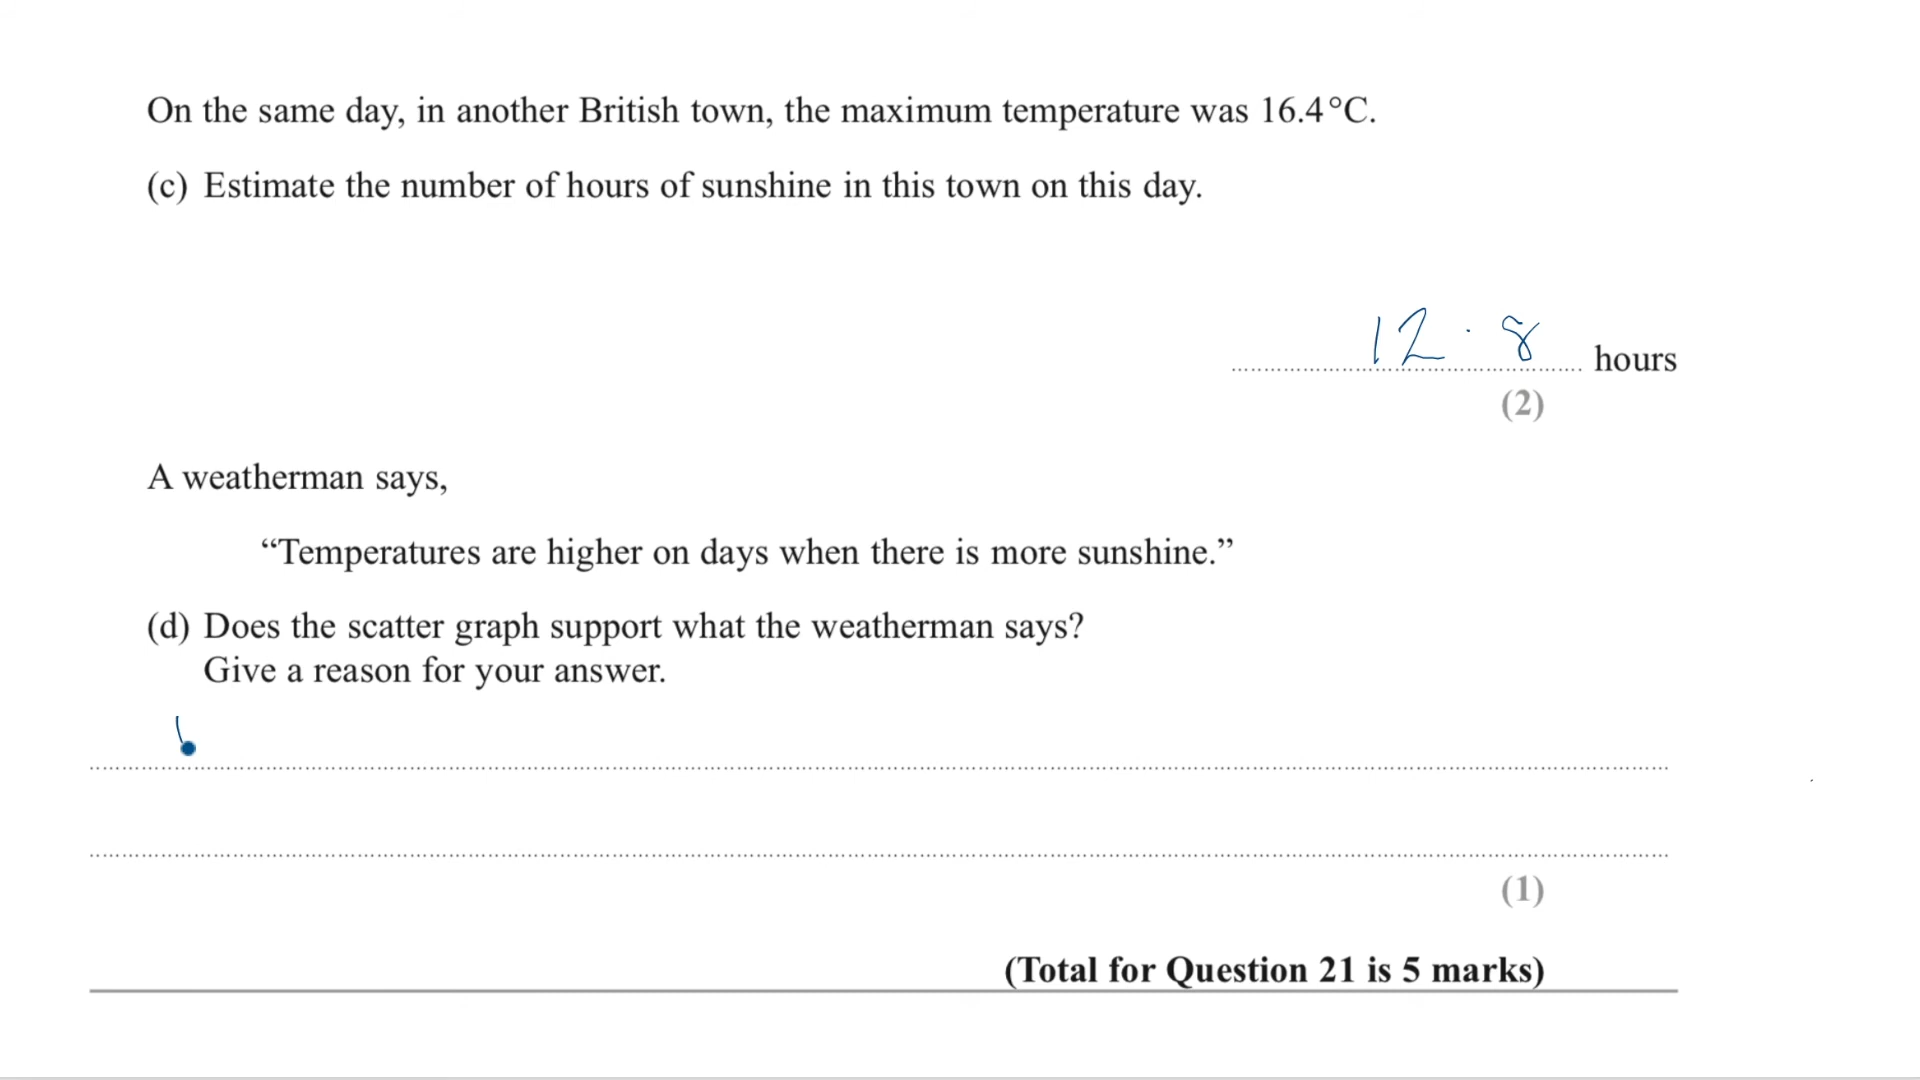 On the same day, in another British town, the maximum temperature was 16.4°C.
(c) Estimate the number of hours of sunshine in this town on this day.
12.8 hours
(2)
A weatherman says,
“Temperatures are higher on days when there is more sunshine.”
(d) Does the scatter graph support what the weatherman says?
Give a reason for your answer.
(1)
(Total for Question 21 is 5 marks)